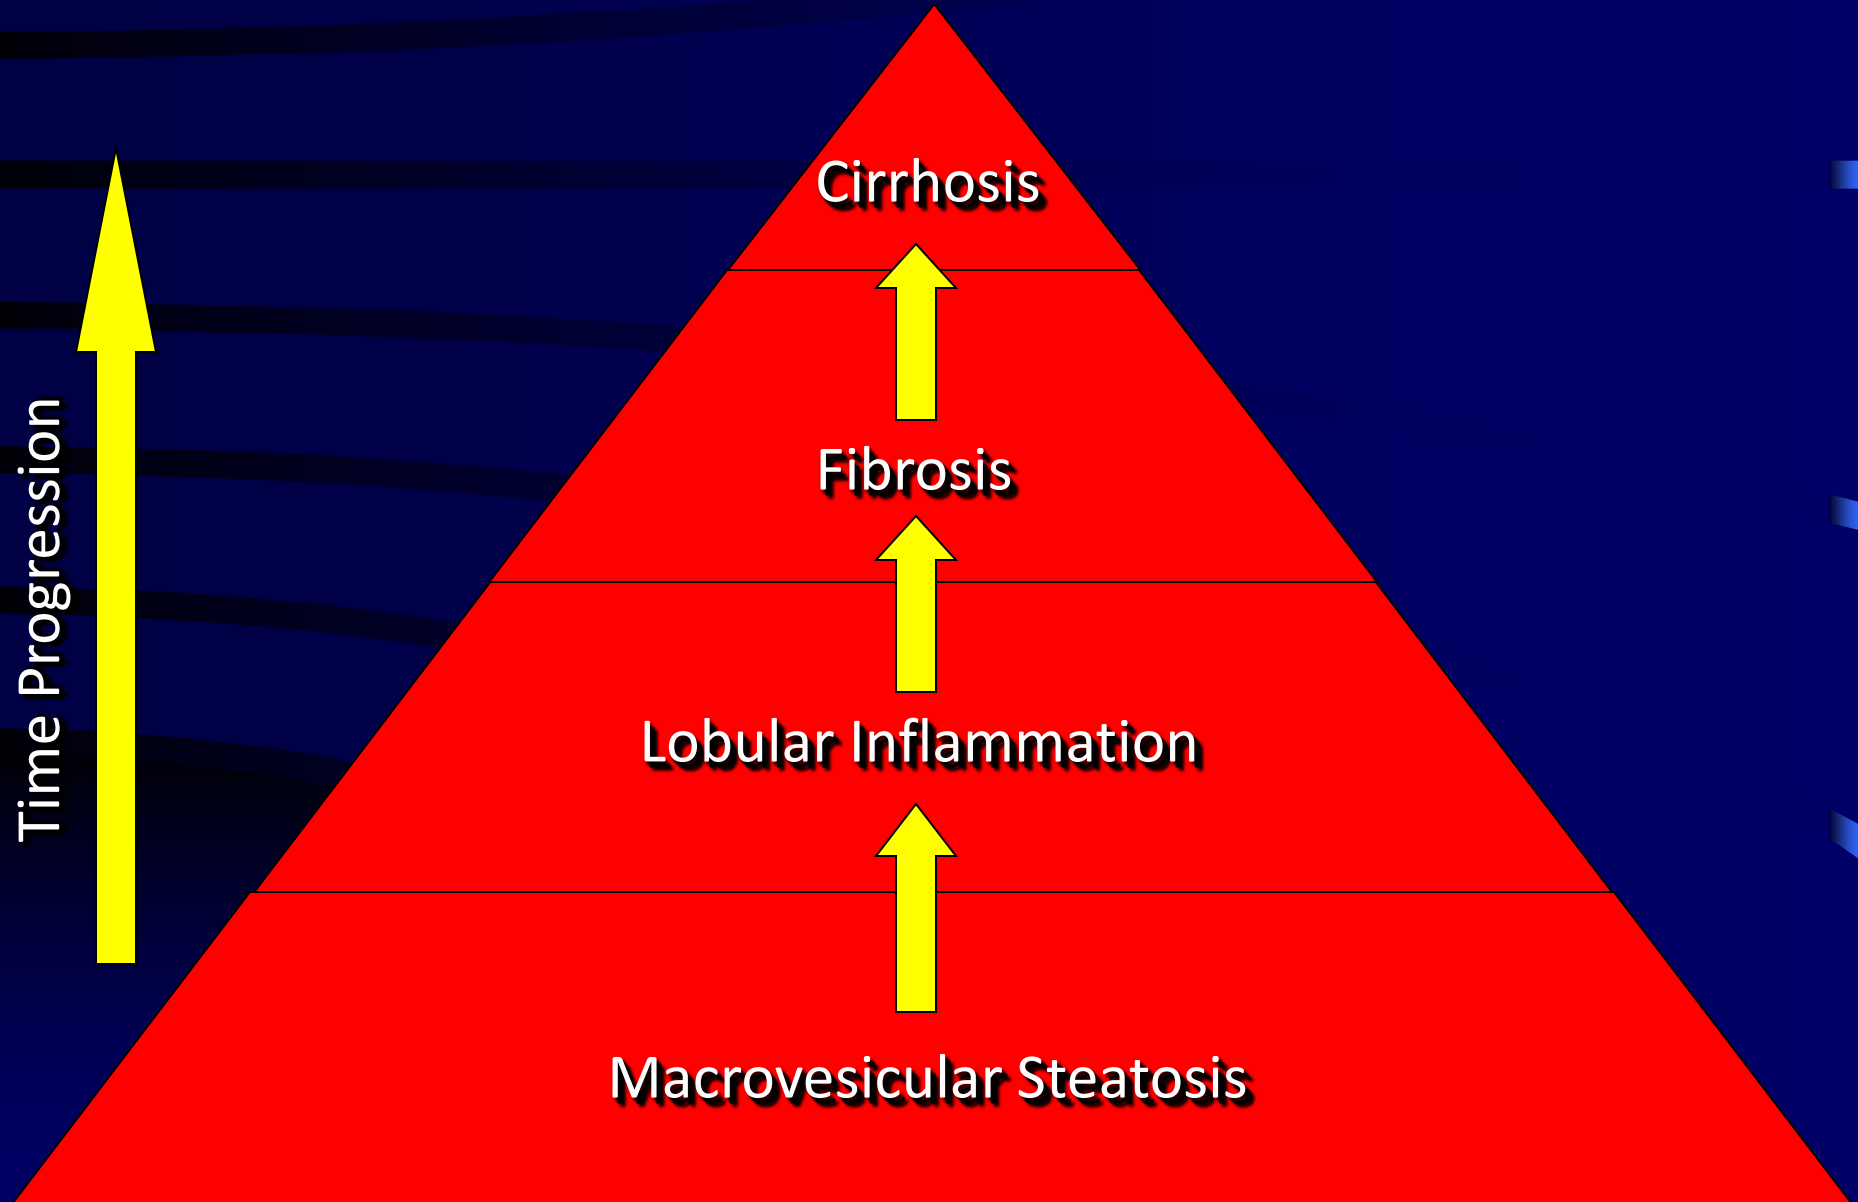 Cirrhosis
Fibrosis
Lobular Inflammation
Macrovesicular Steatosis
Time Progression